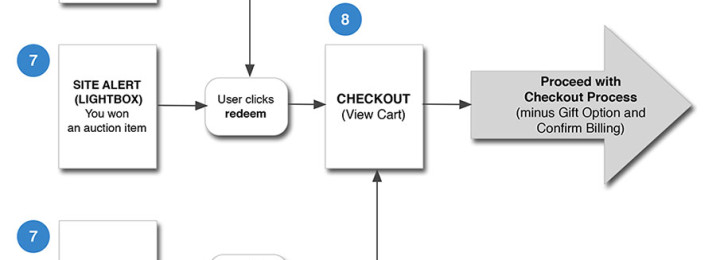 8
7
SITE ALERT
(LIGHTBOX)
You won
an auction item
User clicks
redeem
CHECKOUT
(View Cart)
Proceed with
Checkout Process
(minus Gift Option and
Confirm Billing)
7